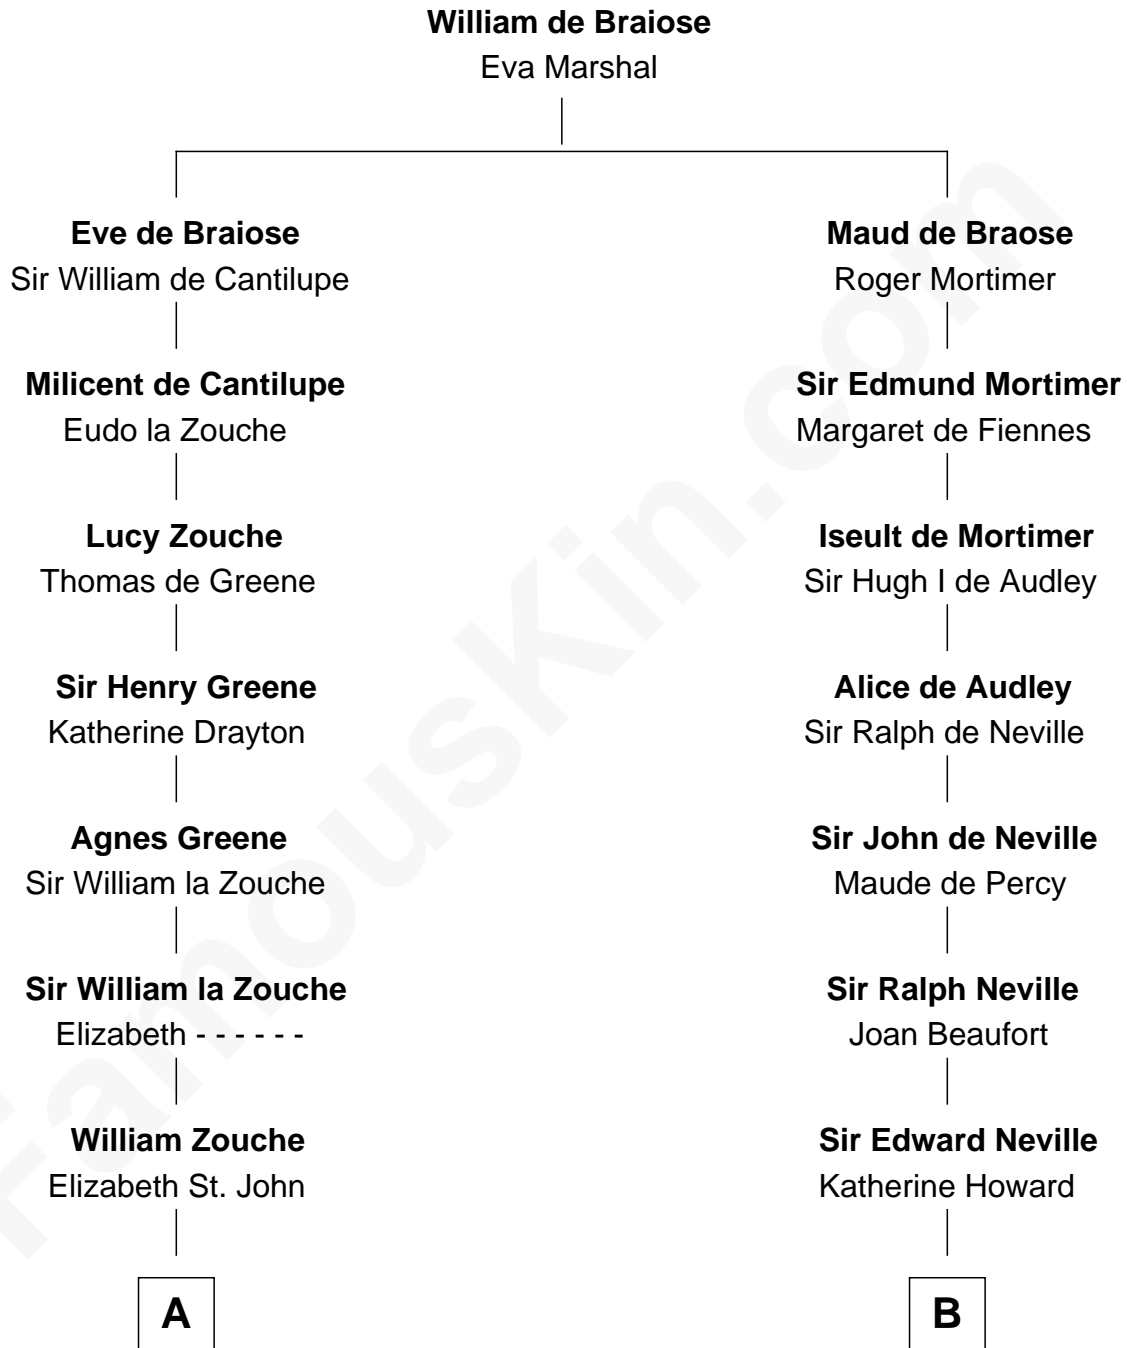 William de Braiose
Eva Marshal
Eve de Braiose
Sir William de Cantilupe
Maud de Braose
Roger Mortimer
Milicent de Cantilupe
Eudo la Zouche
Sir Edmund Mortimer
Margaret de Fiennes
Lucy Zouche
Thomas de Greene
Iseult de Mortimer
Sir Hugh I de Audley
Sir Henry Greene
Katherine Drayton
Alice de Audley
Sir Ralph de Neville
Agnes Greene
Sir William la Zouche
Sir John de Neville
Maude de Percy
Sir William la Zouche
Elizabeth - - - - - -
Sir Ralph Neville
Joan Beaufort
William Zouche
Elizabeth St. John
Sir Edward Neville
Katherine Howard
A
B
FamousKin.com